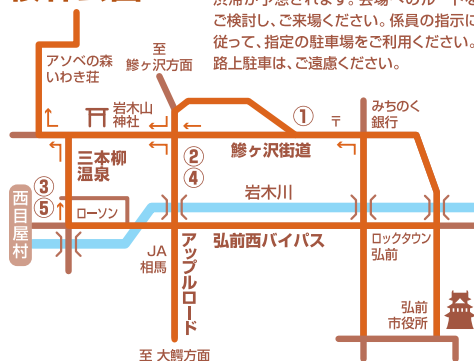 渋滞が予想されます。会場へのルートを
ご検討し、ご来場ください。係員の指示に
従って、指定の駐車場をご利用ください。
路上駐車は、ご遠慮ください。
至
鰺ヶ沢方面
アソベの森
いわき荘
岩木山
神社
①
〒
みちのく
銀行
三本柳
温泉
②
④
鰺ヶ沢街道
③
⑤
西目屋村
ローソン
岩木川
JA
相馬
アップルロード
弘前西バイパス
ロックタウン
弘前
弘前
市役所
至 大鰐方面